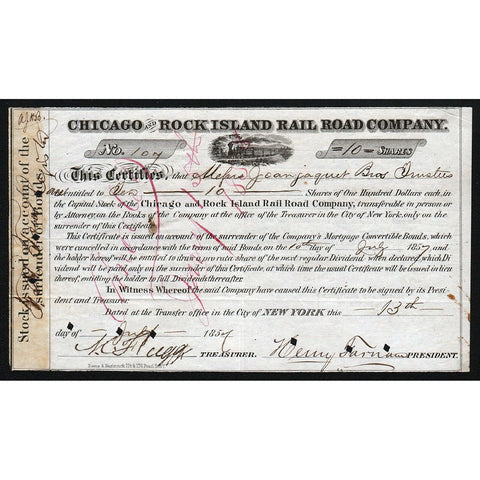 Stock issued on account of the
surrender of Bonds
CHICAGO AND ROCK ISLAND RAIL ROAD COMPANY.
No. 107
=10= SHARES
This Certifies, that Messrs Jeanjaquet Bros Trustees
are entitled to Ten 10 Shares of One Hundred Dollars each, in
the Capital Stock of the Chicago and Rock Island Rail Road Company, transferable in person or
by Attorney, on the Books of the Company at the office of the Treasurer in the City of New York, only on the
surrender of this Certificate.
This Certificate is issued on account of the surrender of the Company's Mortgage Convertible Bonds, which
were cancelled in accordance with the terms of said Bonds on the 10th day of July 1857 and
the holder hereof will be entitled to draw pro rata share of the next regular Dividend when declared, which Di
vidend will be paid only on the surrender of this Certificate, at which time the usual Certificate will be issued in lieu
thereof, entitling the holder to full Dividends thereafter.
In Witness Whereof, the said Company have caused this Certificate to be signed by its Presi
dent and Treasurer.
Dated at the Transfer office in the City of NEW YORK this 13th
day of July 1857
TREASURER. Henry Farnam PRESIDENT.